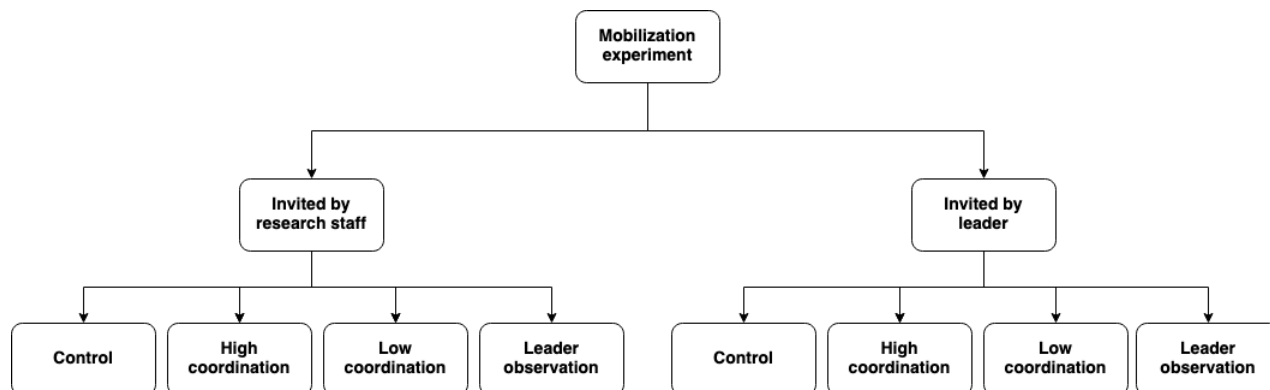 Mobilization
experiment
Invited by
research staff
Invited by
leader
Control
High
coordination
Low
coordination
Leader
observation
Control
High
coordination
Low
coordination
Leader
observation